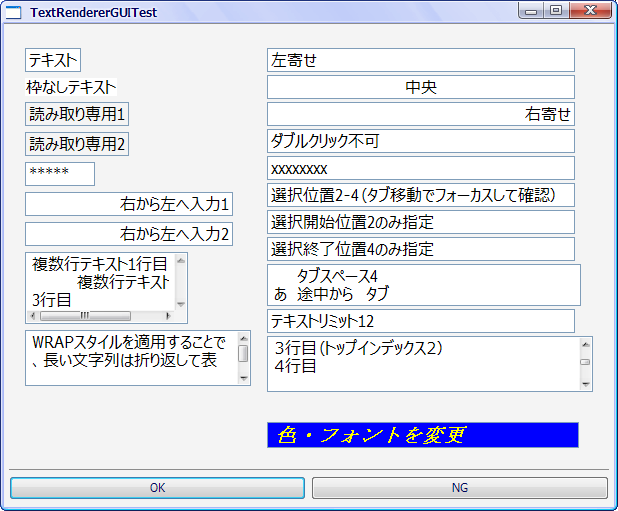 TextRendererGUITest
テキスト
枠なしテキスト
読み取り専用1
読み取り専用2
*****
右から左へ入力1
右から左へ入力2
複数行テキスト1行目
複数行テキスト
3行目
WRAPスタイルを適用することで
、長い文字列は折り返して表
左寄せ
中央
右寄せ
ダブルクリック不可
xxxxxxxx
選択位置2-4（タブ移動でフォーカスして確認）
選択開始位置2のみ指定
選択終了位置4のみ指定
タブスペース4
あ 途中から タブ
テキストリミット12
３行目（トップインデックス２）
４行目
色・フォントを変更
OK
NG